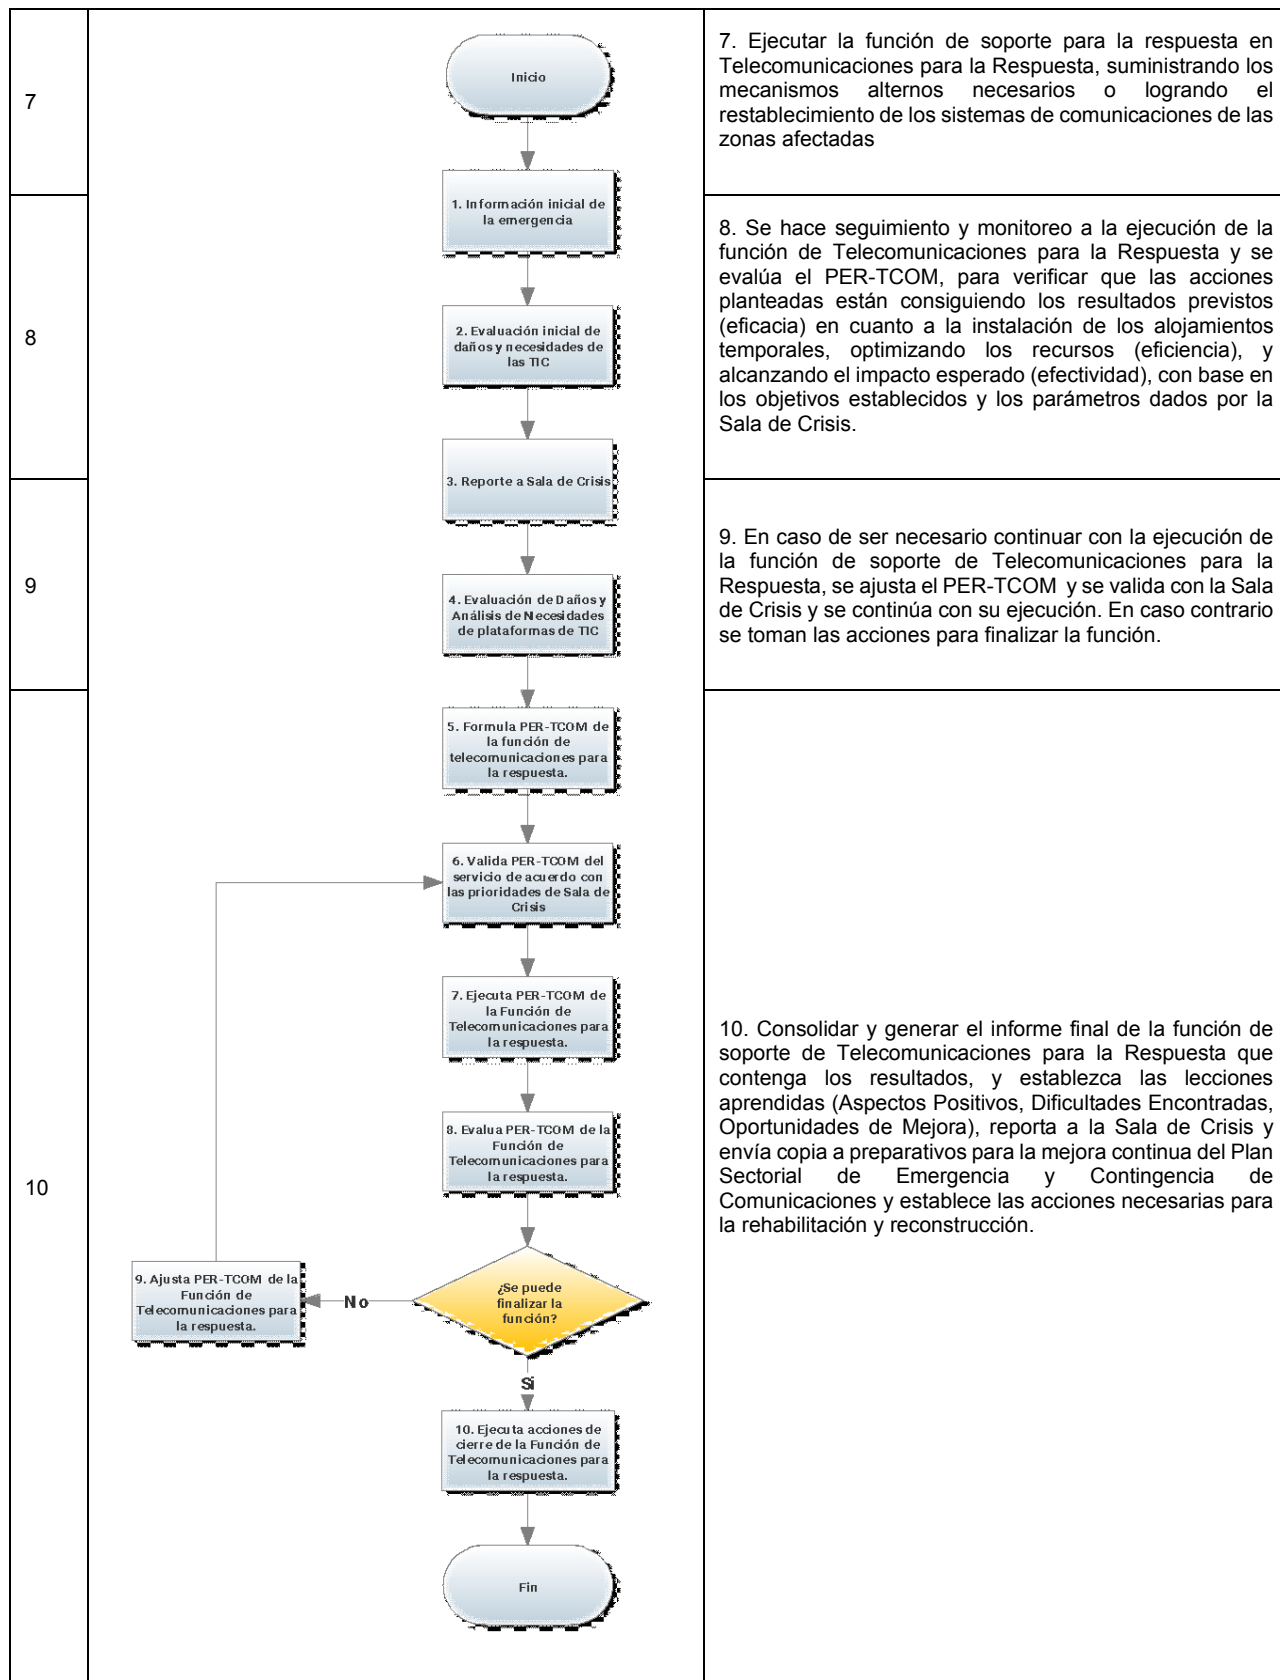 7
Inicio
1. Información inicial de
la emergencia
7. Ejecutar la función de soporte para la respuesta en
Telecomunicaciones para la Respuesta, suministrando los
mecanismos alternos necesarios o logrando el
restablecimiento de los sistemas de comunicaciones de las
zonas afectadas
8
2. Evaluación inicial de
daños y necesidades de
las TIC
3. Reporte a Sala de Crisis
8. Se hace seguimiento y monitoreo a la ejecución de la
función de Telecomunicaciones para la Respuesta y se
evalúa el PER-TCOM, para verificar que las acciones
planteadas están consiguiendo los resultados previstos
(eficacia) en cuanto a la instalación de los alojamientos
temporales, optimizando los recursos (eficiencia), y
alcanzando el impacto esperado (efectividad), con base en
los objetivos establecidos y los parámetros dados por la
Sala de Crisis.
9
4. Evaluación de Daños y
Análisis de Necesidades
de plataformas de TIC
9. En caso de ser necesario continuar con la ejecución de
la función de soporte de Telecomunicaciones para la
Respuesta, se ajusta el PER-TCOM y se valida con la Sala
de Crisis y se continúa con su ejecución. En caso contrario
se toman las acciones para finalizar la función.
10
5. Formula PER-TCOM de
la función de
telecomunicaciones para
la respuesta.
6. Valida PER-TCOM del
servicio de acuerdo con
las prioridades de Sala de
Crisis
7. Ejecuta PER-TCOM de
la Función de
Telecomunicaciones para
la respuesta.
8. Evalua PER-TCOM de la
Función de
Telecomunicaciones para
la respuesta.
¿Se puede
finalizar la
función?
No
9. Ajusta PER-TCOM de la
Función de
Telecomunicaciones para
la respuesta.
Si
10. Ejecuta acciones de
cierre de la Función de
Telecomunicaciones para
la respuesta.
Fin
10. Consolidar y generar el informe final de la función de
soporte de Telecomunicaciones para la Respuesta que
contenga los resultados, y establezca las lecciones
aprendidas (Aspectos Positivos, Dificultades Encontradas,
Oportunidades de Mejora), reporta a la Sala de Crisis y
envía copia a preparativos para la mejora continua del Plan
Sectorial de Emergencia y Contingencia de
Comunicaciones y establece las acciones necesarias para
la rehabilitación y reconstrucción.